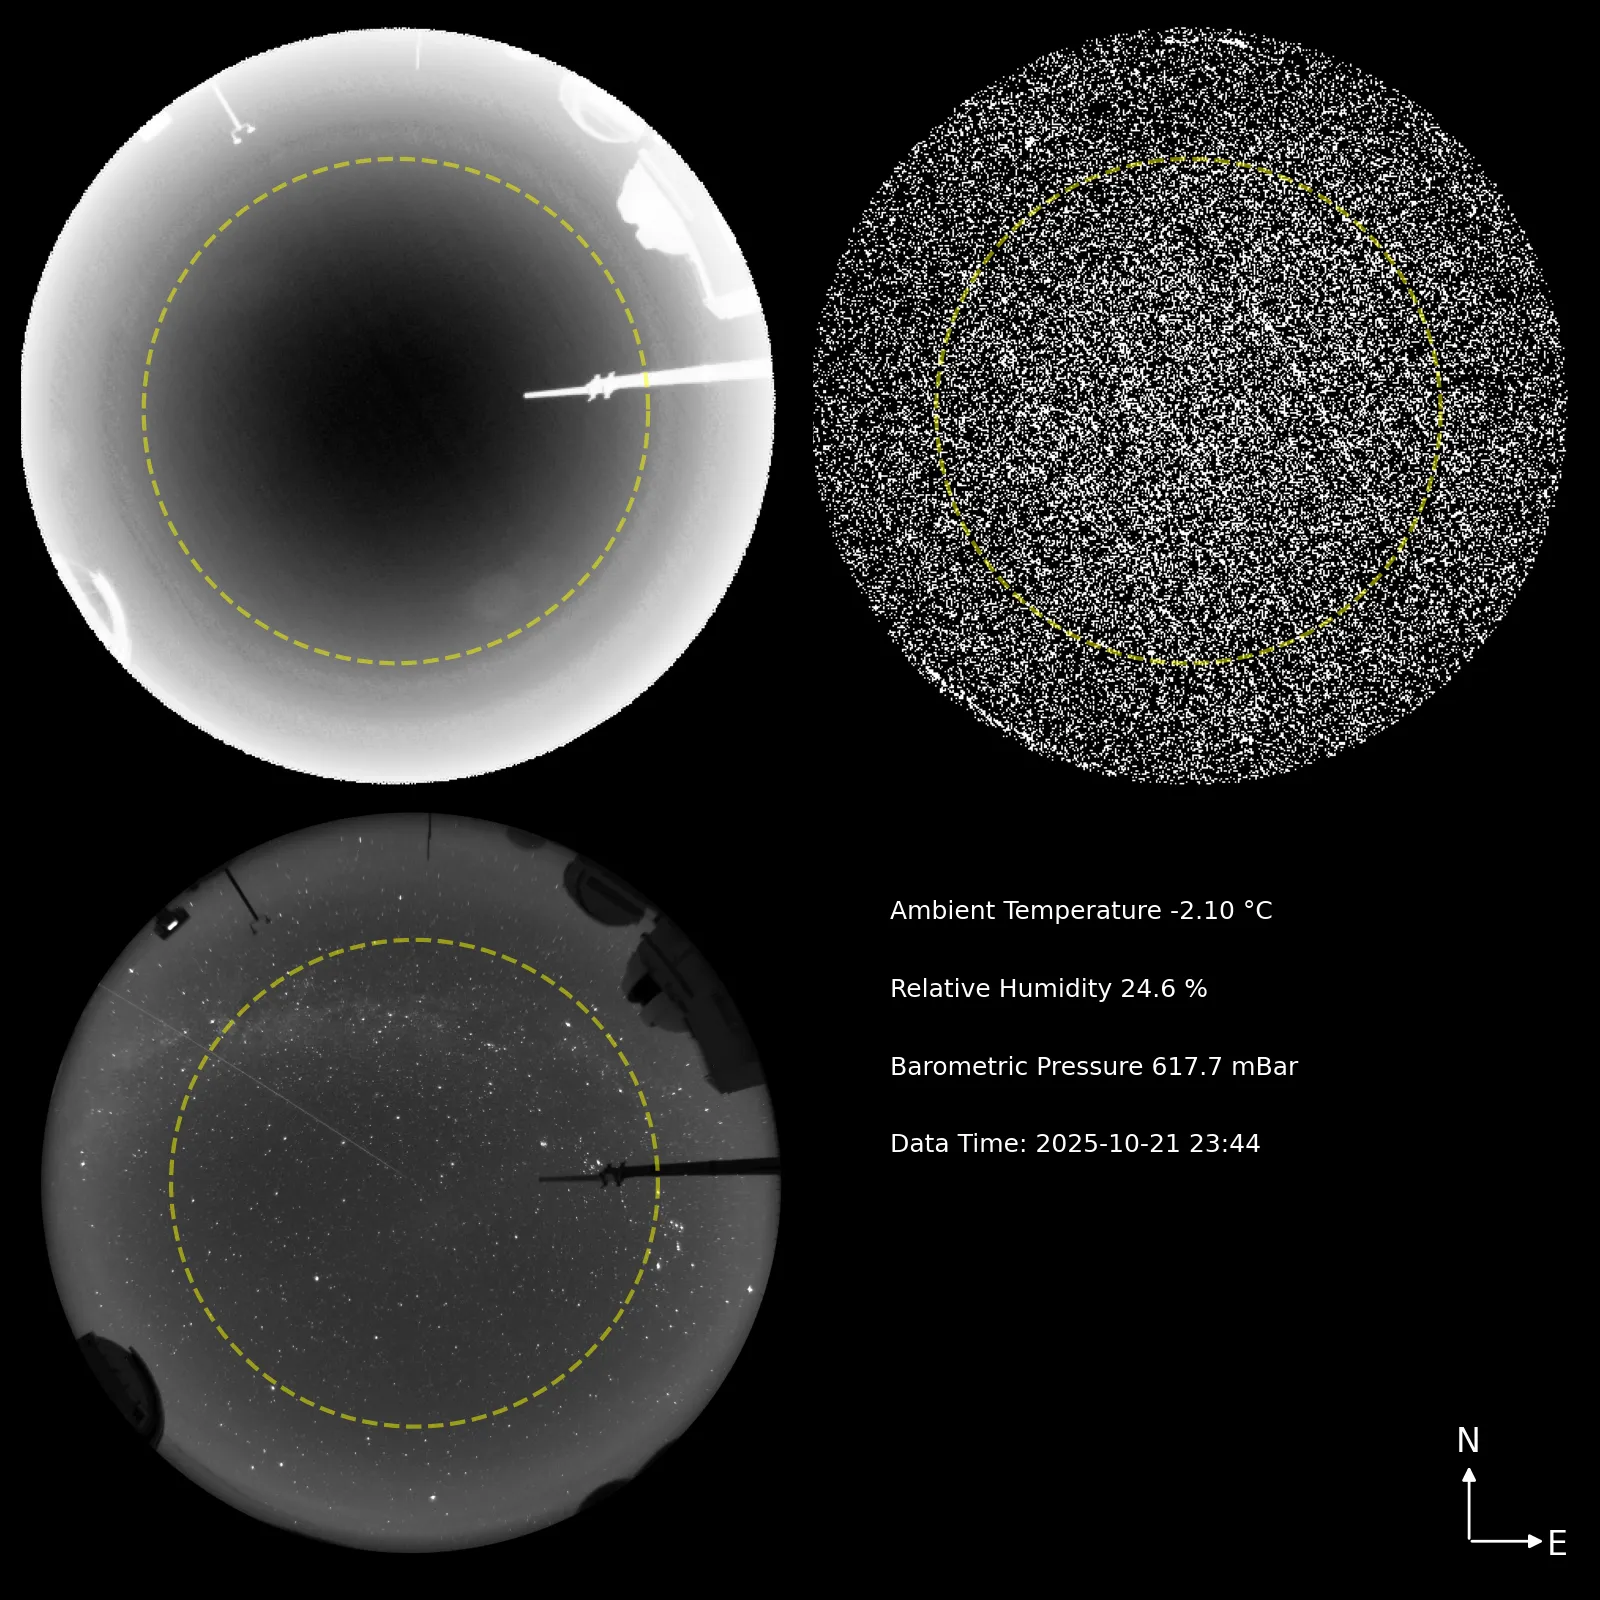 Ambient Temperature -2.10 °C
Relative Humidity 24.6 %
Barometric Pressure 617.7 mBar
Data Time: 2025-10-21 23:44
N
E